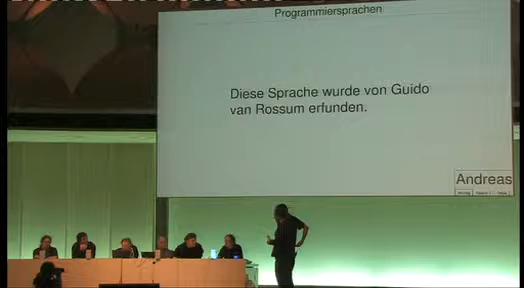 Programmiersprachen
Diese Sprache wurde von Guido
van Rossum erfunden.
Andreas